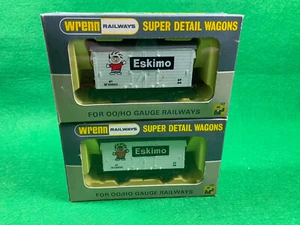 Wrenn RAILWAYS SUPER DETAIL WAGONS
Eskimo
FOR OO/HO GAUGE RAILWAYS
Wrenn RAILWAYS SUPER DETAIL WAGONS
Eskimo
FOR OO/HO GAUGE RAILWAYS